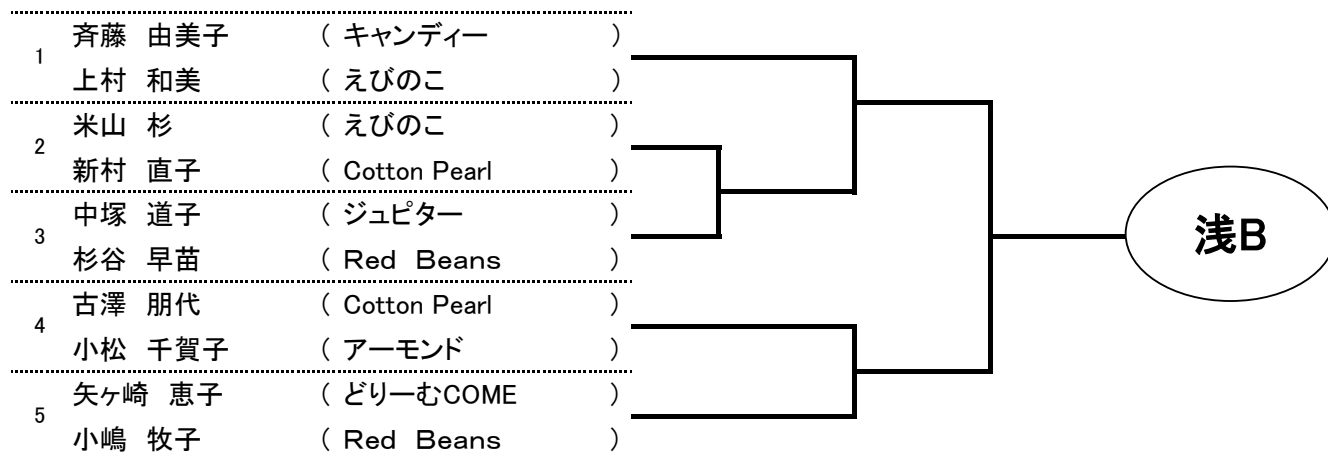 1
斉藤　由美子　（ キャンディー ）
上村　和美　（ えびのこ ）
2
米山　杉　（ えびのこ ）
新村　直子　（ Cotton Pearl ）
3
中塚　道子　（ ジュピター ）
杉谷　早苗　（ Red　Beans ）
4
古澤　朋代　（ Cotton Pearl ）
小松　千賀子　（ アーモンド ）
5
矢ヶ崎　恵子　（ どりーむCOME ）
小嶋　牧子　（ Red　Beans ）
浅B